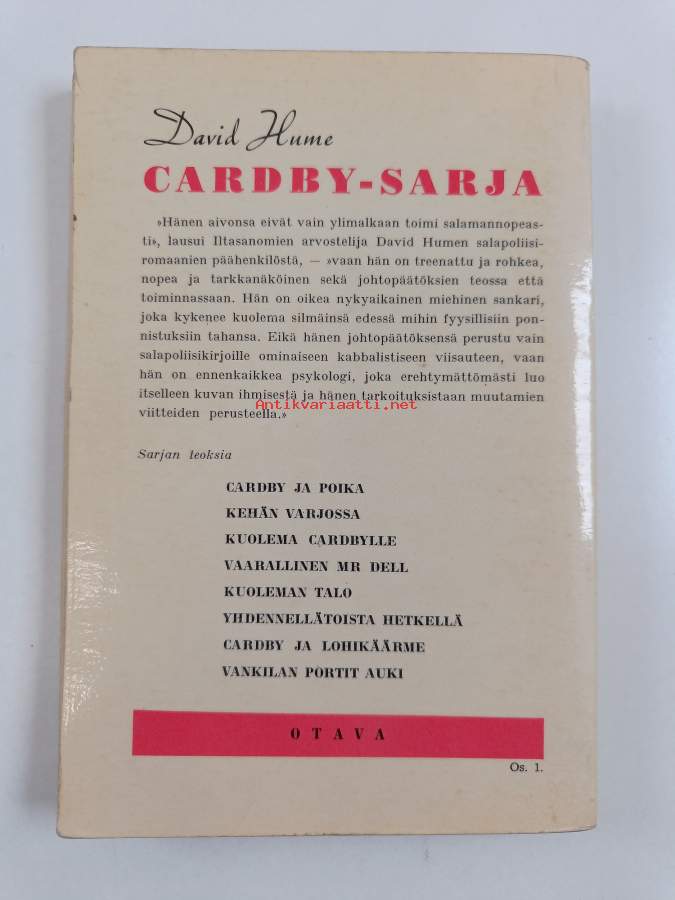 David Hume
CARDBY-SARJA
»Hänen aivonsa eivät vain ylimalkaan toimi salamannopeas-
ti», lausui Iltasanomien arvostelija David Humen salapoliisi-
romaanien päähenkilöstä, — »vaan hän on treenattu ja rohkea,
nopea ja tarkkanäköinen sekä johtopäätöksien teossa että
toiminnassaan. Hän on oikea nykyaikainen miehinen sankari,
joka kykenee kuolema silmäinsä edessä mihin fyysillisiin pon-
nistuksiin tahansa. Eikä hänen johtopäätöksensä perustu vain
salapoliisikirjoille ominaiseen kabbalistiseen viisauteen, vaan
hän on ennenkaikkea psykologi, joka erehtymättömästi luo
itselleen kuvan ihmisestä ja hänen tarkoituksistaan muutamien
viitteiden perusteella.»
Antikvariaatti.net
Sarjan teoksia
CARDBY JA POIKA
KEHÄN VARJOSSA
KUOLEMA CARDBYLLE
VAARALLINEN MR DELL
KUOLEMAN TALO
YHDENNELLÄTOISTA HETKELLÄ
CARDBY JA LOHIKÄÄRME
VANKILAN PORTIT AUKI
OTAVA
Os. 1.